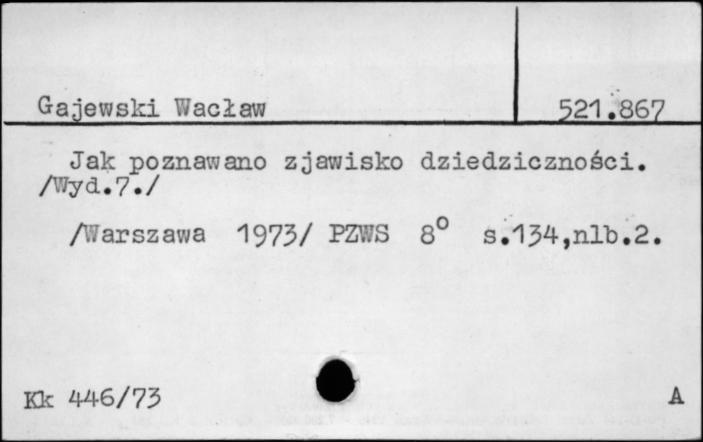 Gajewski Wacław 521.867
Jak poznawano zjawisko dziedziczności.
/Wyd.7./
/Warszawa 1973/ PZWS 8° s.134,nlb.2.
Kk 446/73 A